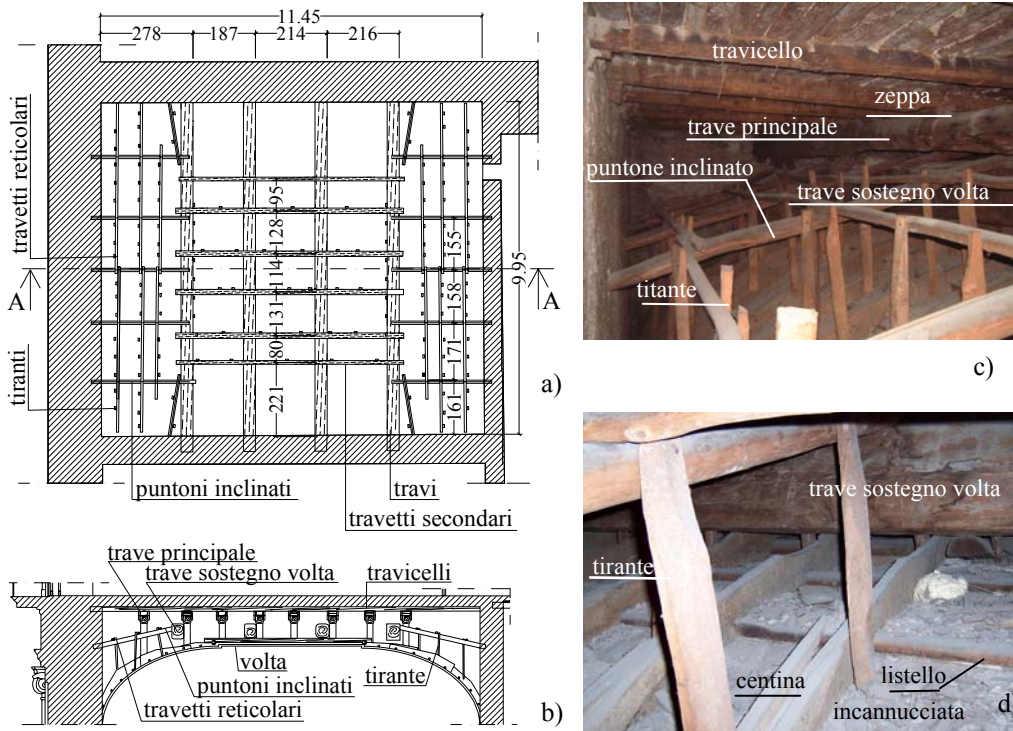 11.45
278 187 214 216
travetti reticolari
tiranti
A
95
128
114
131
80
221
155
158
171
161
9.95
A
a)
puntoni inclinati
travi
travetti secondari
trave principale
trave sostegno volta
travicelli
volta
tirante
puntoni inclinati
travetti reticolari
b)
travicello
zeppa
trave principale
puntone inclinato
trave sostegno volta
titante
c)
trave sostegno volta
tirante
centina
listello
incannucciata
d